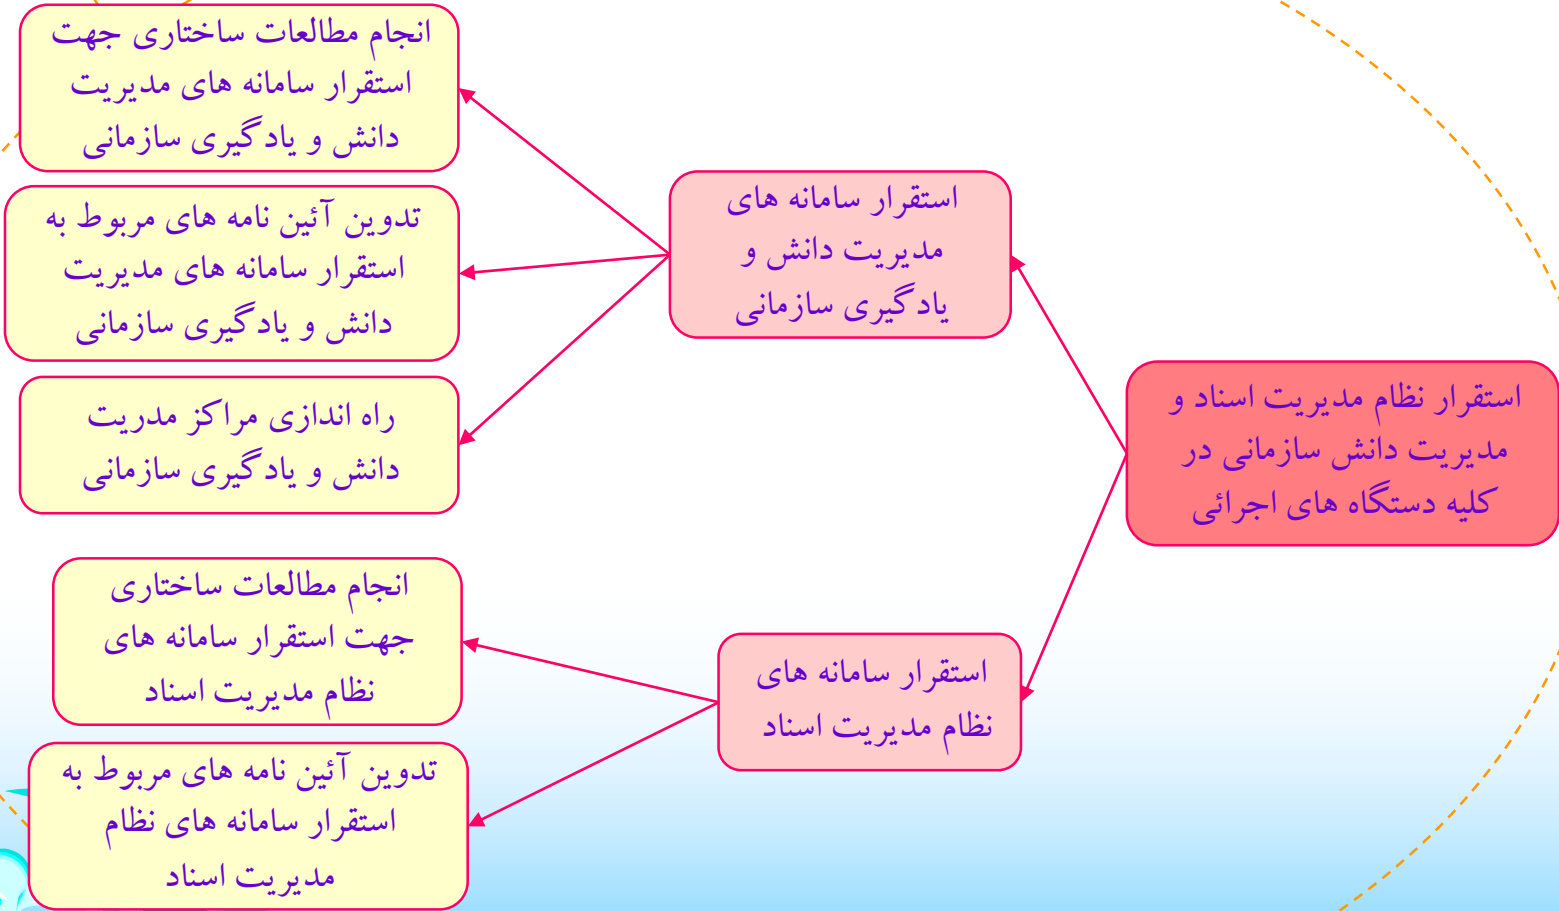 استقرار نظام مدیریت اسناد و
مدیریت دانش سازمانی در
کلیه دستگاه های اجرائی
استقرار سامانه های
مدیریت دانش و
یادگیری سازمانی
انجام مطالعات ساختاری جهت
استقرار سامانه های مدیریت
دانش و یادگیری سازمانی
تدوین آئین نامه های مربوط به
استقرار سامانه های مدیریت
دانش و یادگیری سازمانی
راه اندازی مراکز مدریت
دانش و یادگیری سازمانی
استقرار سامانه های
نظام مدیریت اسناد
انجام مطالعات ساختاری
جهت استقرار سامانه های
نظام مدیریت اسناد
تدوین آئین نامه های مربوط به
استقرار سامانه های نظام
مدیریت اسناد